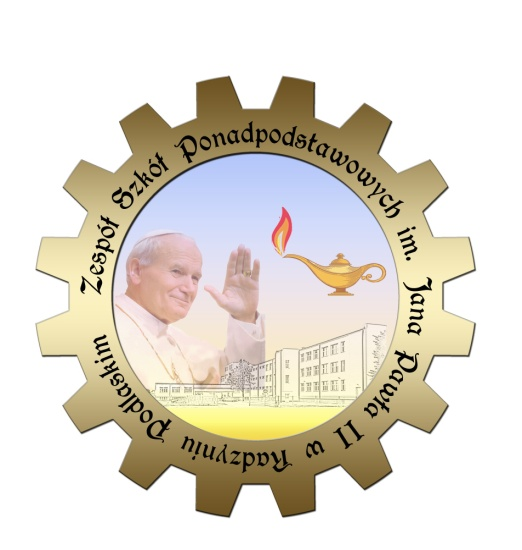 Zespół Szkół Ponadpodstawowych im. Jana Pawła II w Radzyniu Podlaskim